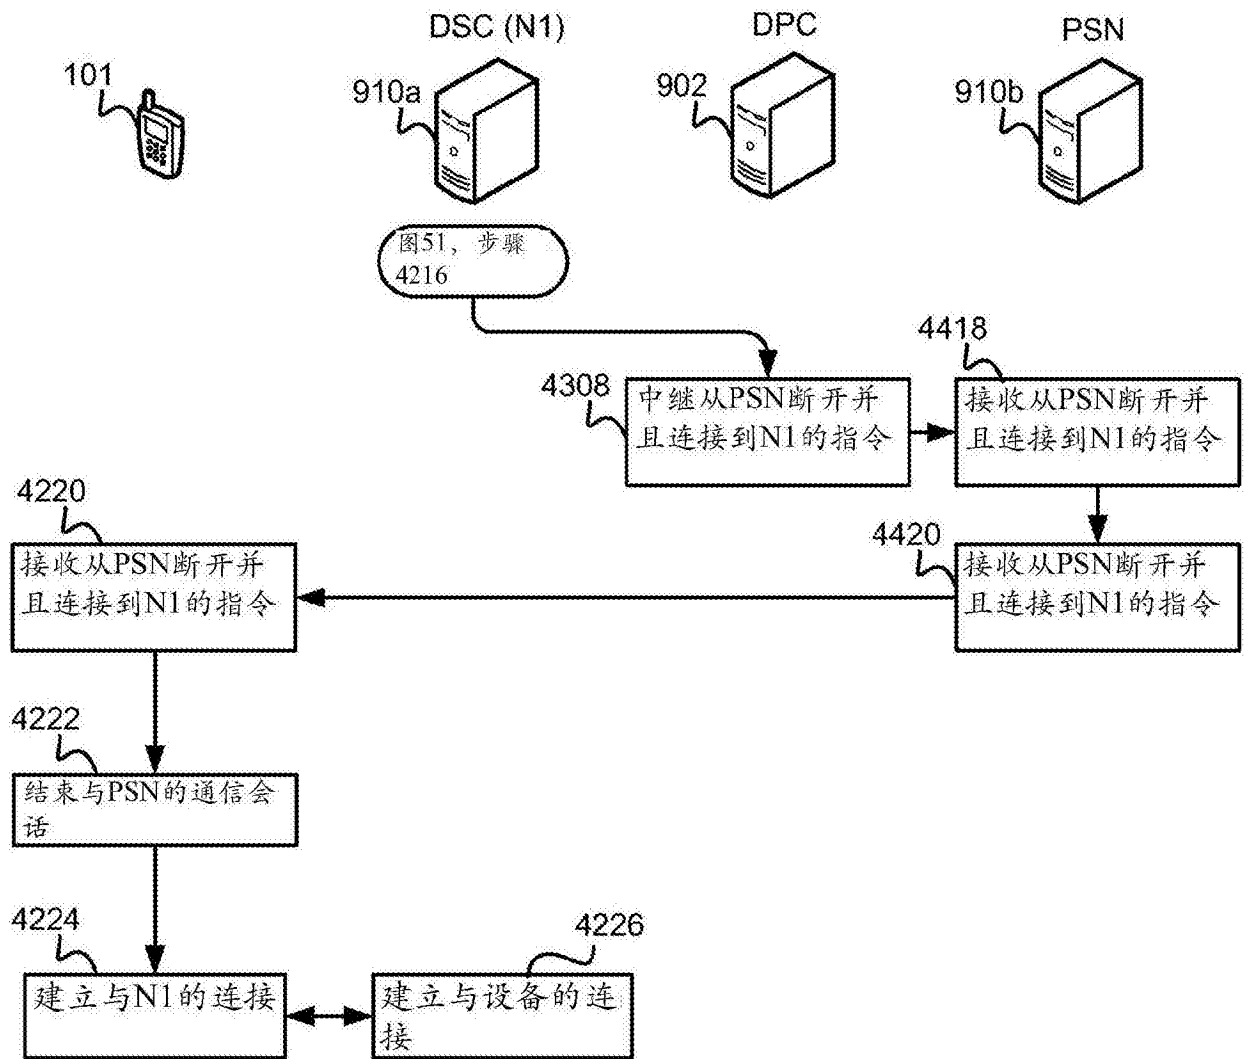 DSC (N1)
DPC
PSN
101
910a
902
910b
图51，步骤
4216
4308
中继从PSN断开并
且连接到N1的指令
4418
接收从PSN断开并
且连接到N1的指令
4220
接收从PSN断开并
且连接到N1的指令
4420
接收从PSN断开并
且连接到N1的指令
4222
结束与PSN的通信会
话
4224
建立与N1的连接
4226
建立与设备的连
接